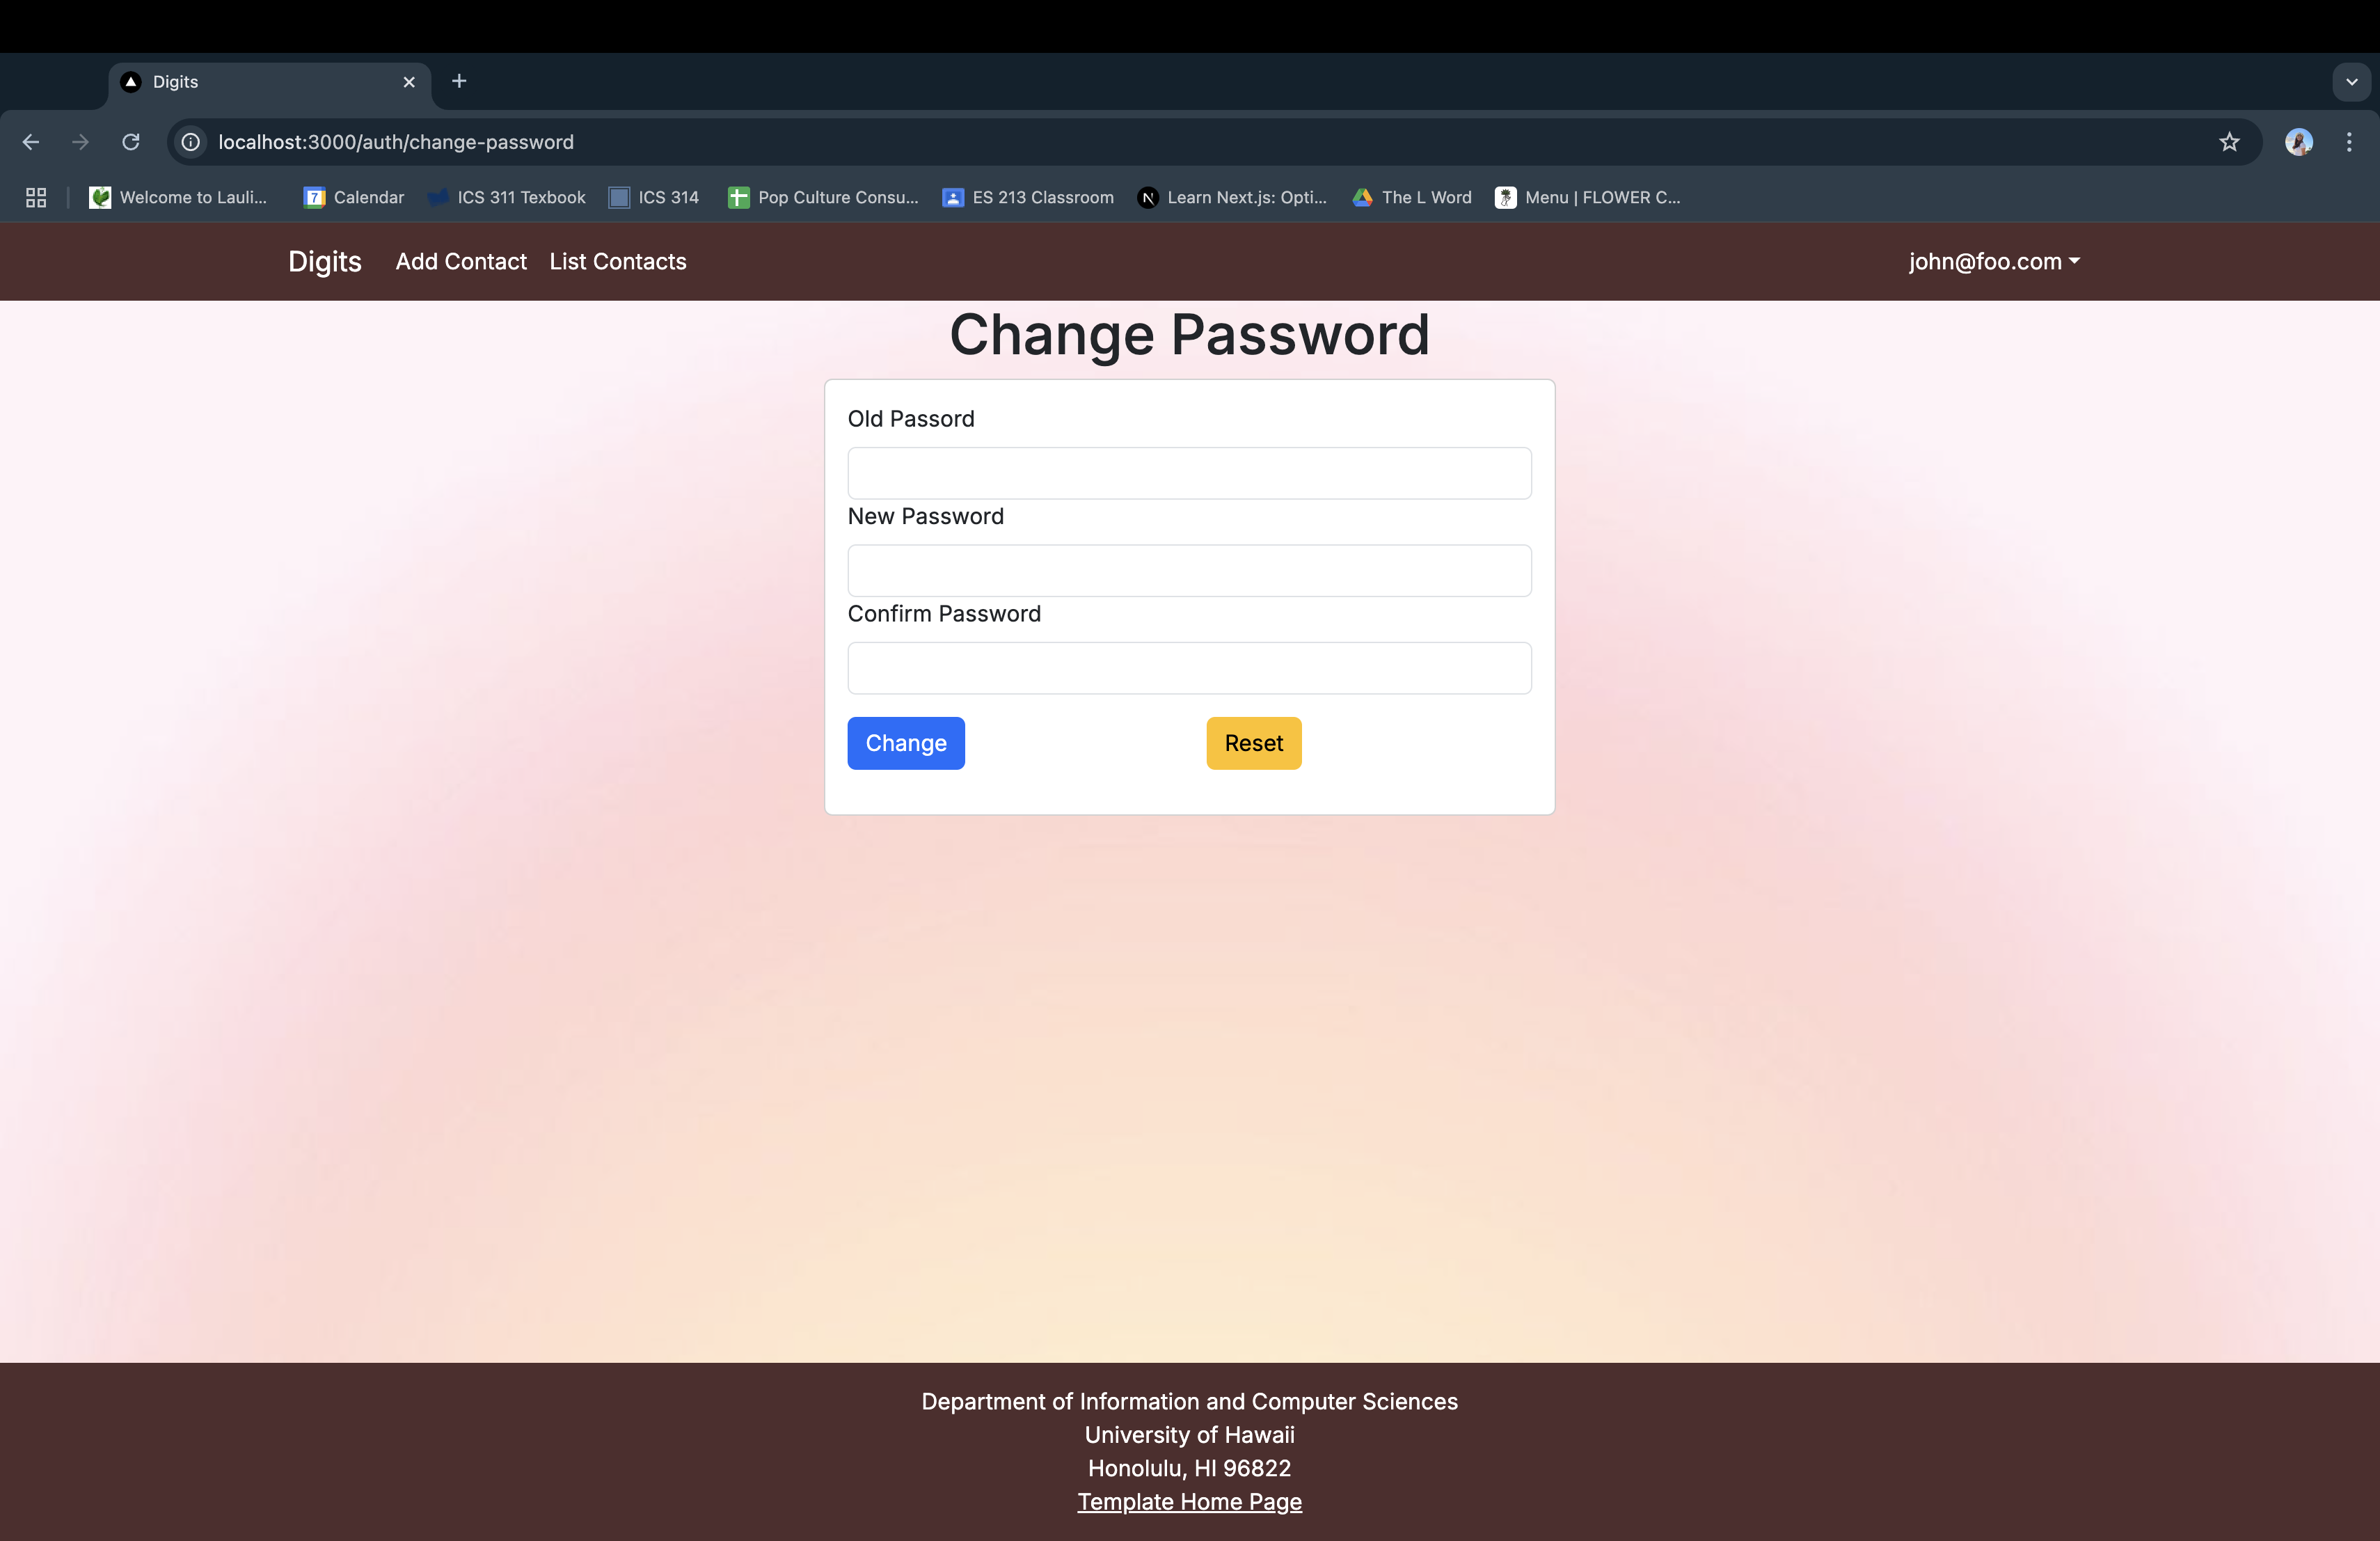 Digits
localhost:3000/auth/change-password
Welcome to Lauli... 7 Calendar ICS 311 Texbook ICS 314 Pop Culture Consu... ES 213 Classroom N Learn Next.js: Opti... The L Word Menu | FLOWER C...
Digits Add Contact List Contacts john@foo.com
Change Password
Old Passord
New Password
Confirm Password
Change Reset
Department of Information and Computer Sciences
University of Hawaii
Honolulu, HI 96822
Template Home Page